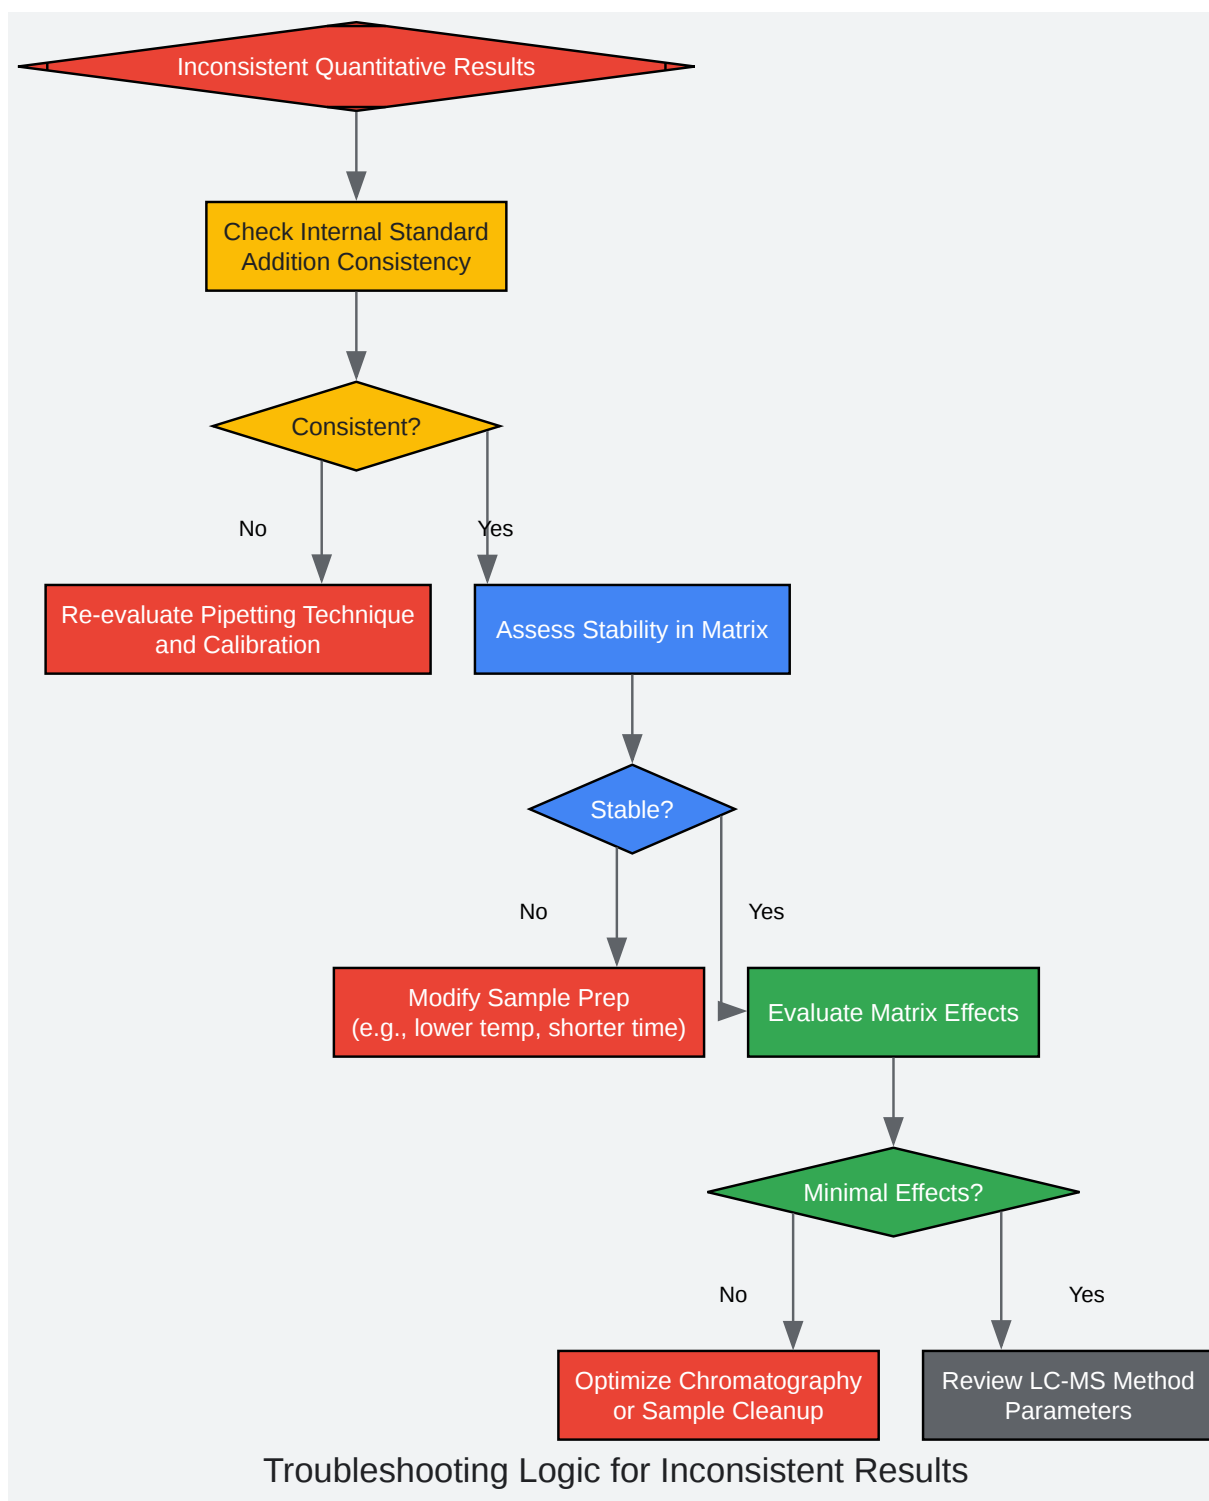 Inconsistent Quantitative Results
Check Internal Standard
Addition Consistency
Consistent?
No
Yes
Re-evaluate Pipetting Technique
and Calibration
Assess Stability in Matrix
Stable?
No
Yes
Modify Sample Prep
(e.g., lower temp, shorter time)
Evaluate Matrix Effects
Minimal Effects?
No
Yes
Optimize Chromatography
or Sample Cleanup
Review LC-MS Method
Parameters
Troubleshooting Logic for Inconsistent Results